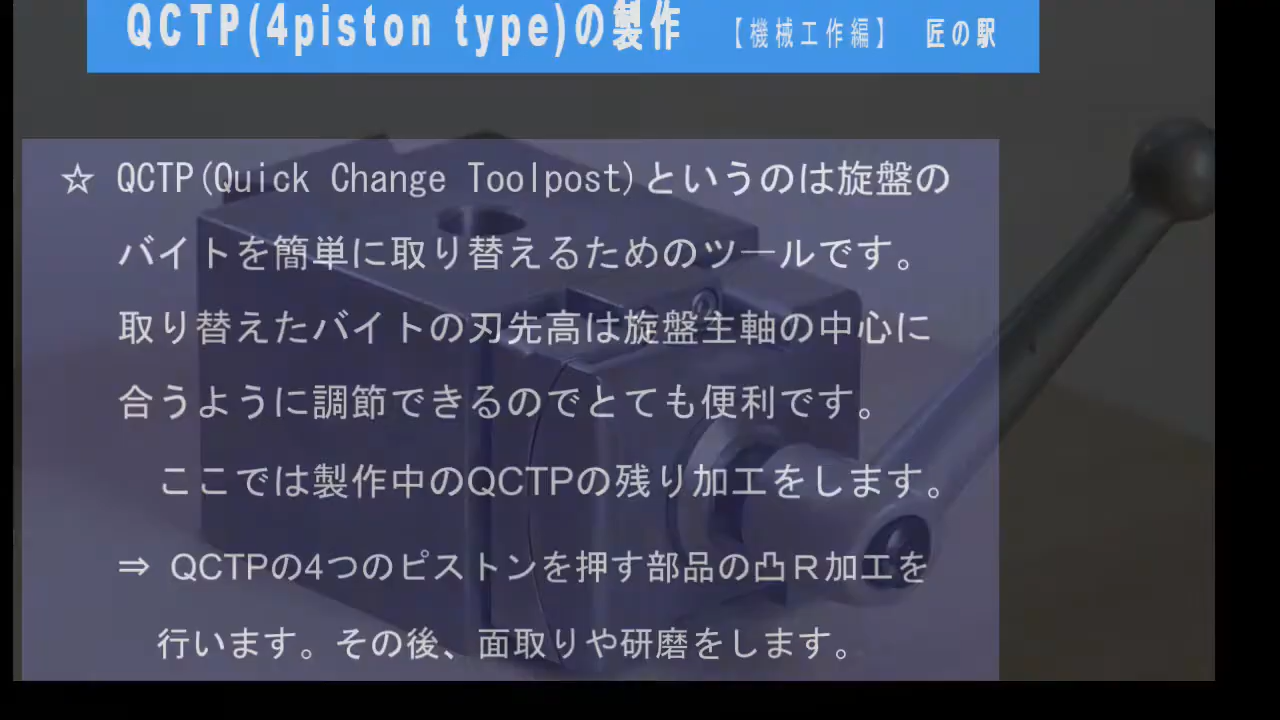 QCTP(4piston type)の製作 【機械工作編】 匠の駅
☆ QCTP(Quick Change Toolpost)というのは旋盤の
バイトを簡単に取り替えるためのツールです。
取り替えたバイトの刃先高は旋盤主軸の中心に
合うように調節できるのでとても便利です。
ここでは製作中のQCTPの残り加工をします。
⇒ QCTPの4つのピストンを押す部品の凸Ｒ加工を
行います。その後、面取りや研磨をします。